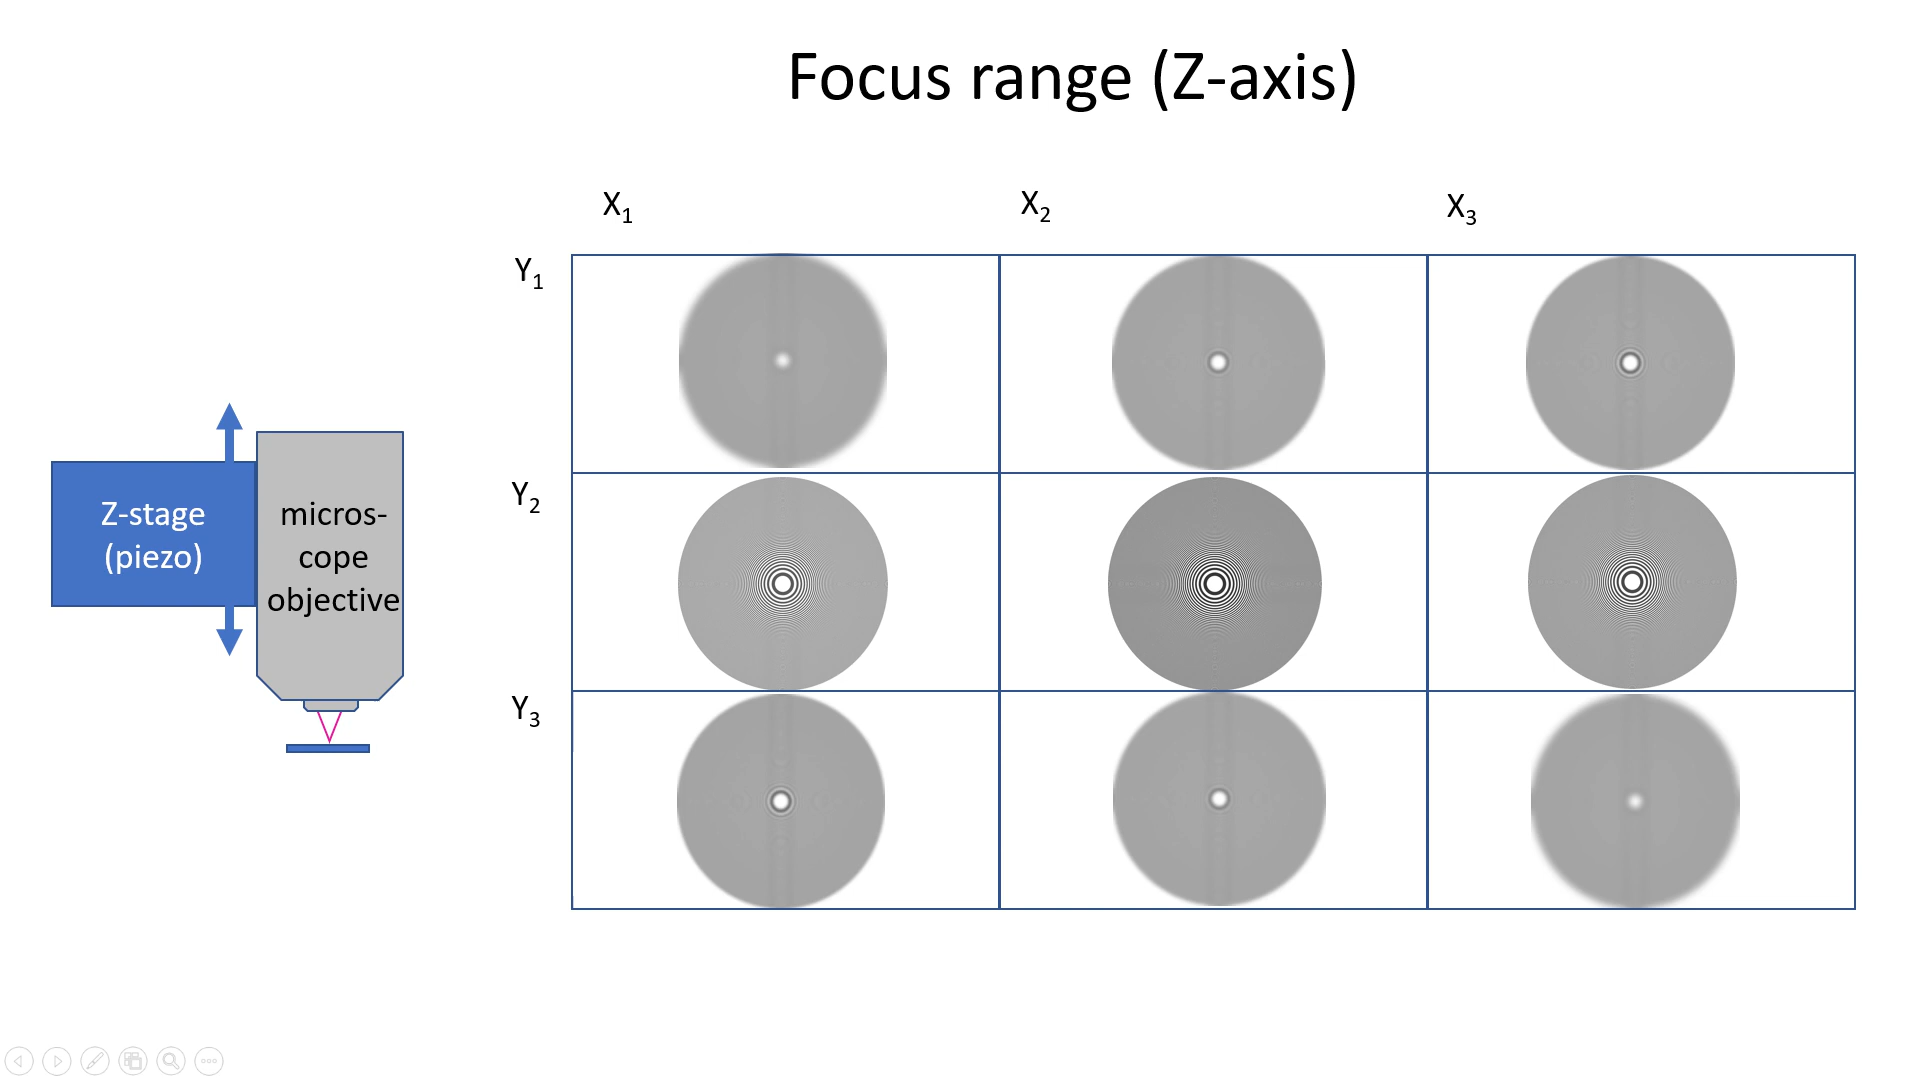 Focus range (Z-axis)
X₁ X₂ X₃
Y₁
Y₂
Y₃
Z-stage
(piezo)
micros-
cope
objective